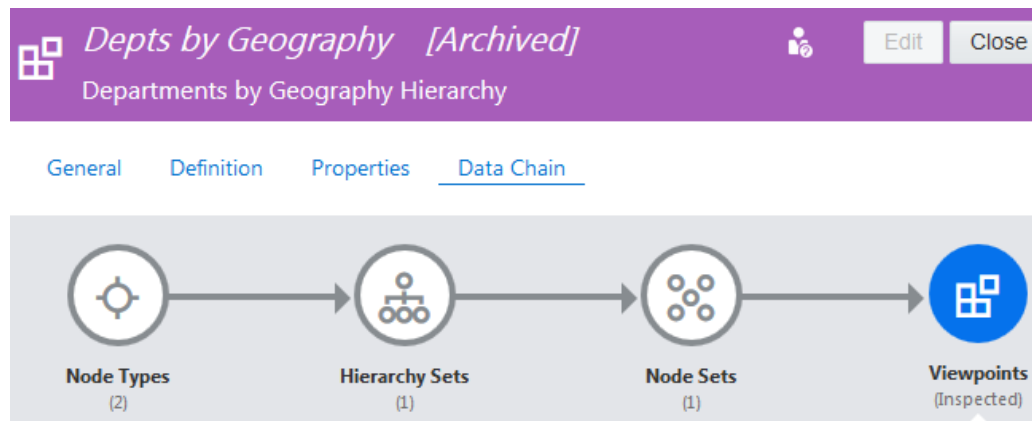 Depts by Geography [Archived]
Edit
Close
Departments by Geography Hierarchy
General Definition Properties Data Chain
Node Types Hierarchy Sets Node Sets Viewpoints
(2) (1) (1) (Inspected)